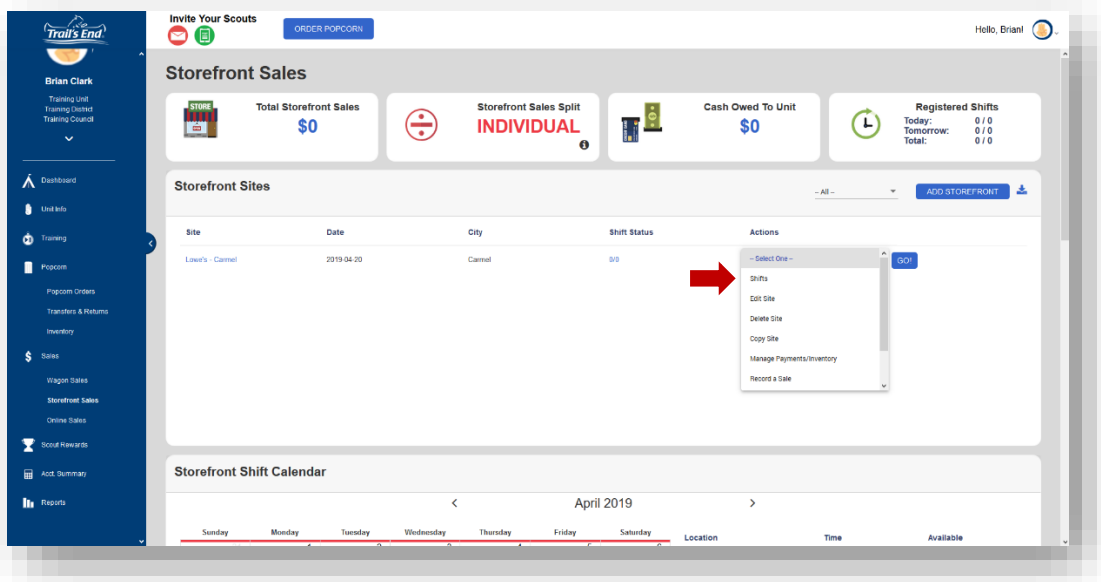 Trail's End
Brian Clark
Training Unit
Training District
Training Council
Dashboard
Unit Info
Training
Popcorn
Popcorn Orders
Transfers & Returns
Inventory
Sales
Wagon Sales
Storefront Sales
Online Sales
Scout Rewards
Acct. Summary
Reports
Invite Your Scouts
ORDER POPCORN
Hello, Brian!
Storefront Sales
STORE
Total Storefront Sales
$0
Storefront Sales Split
INDIVIDUAL
Cash Owed To Unit
$0
Registered Shifts
Today: 0 / 0
Tomorrow: 0 / 0
Total: 0 / 0
Storefront Sites
-- All --
ADD STOREFRONT
Site Date City Shift Status Actions
Lowe's - Carmel 2019-04-20 Carmel 0/0
-- Select One --
GO!
Shifts
Edit Site
Delete Site
Copy Site
Manage Payments/Inventory
Record a Sale
Storefront Shift Calendar
< April 2019 >
Sunday Monday Tuesday Wednesday Thursday Friday Saturday
Location Time Available